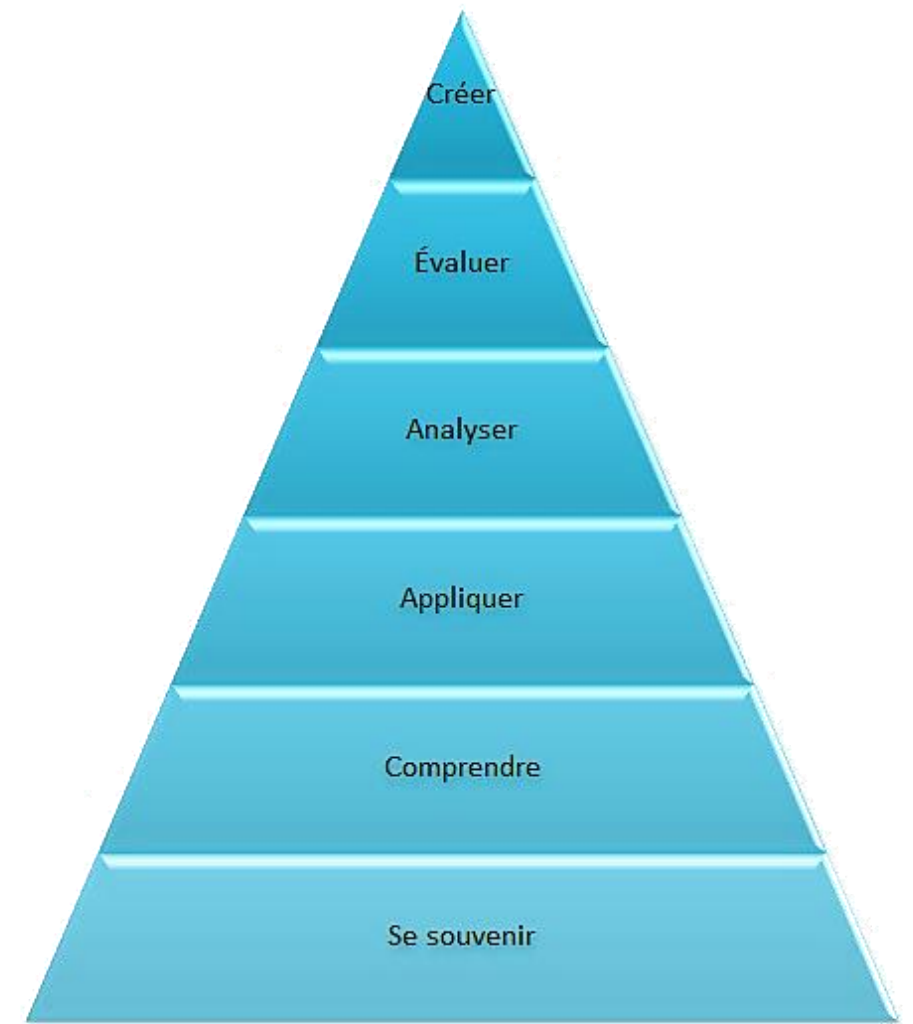 Créer
Évaluer
Analyser
Appliquer
Comprendre
Se souvenir